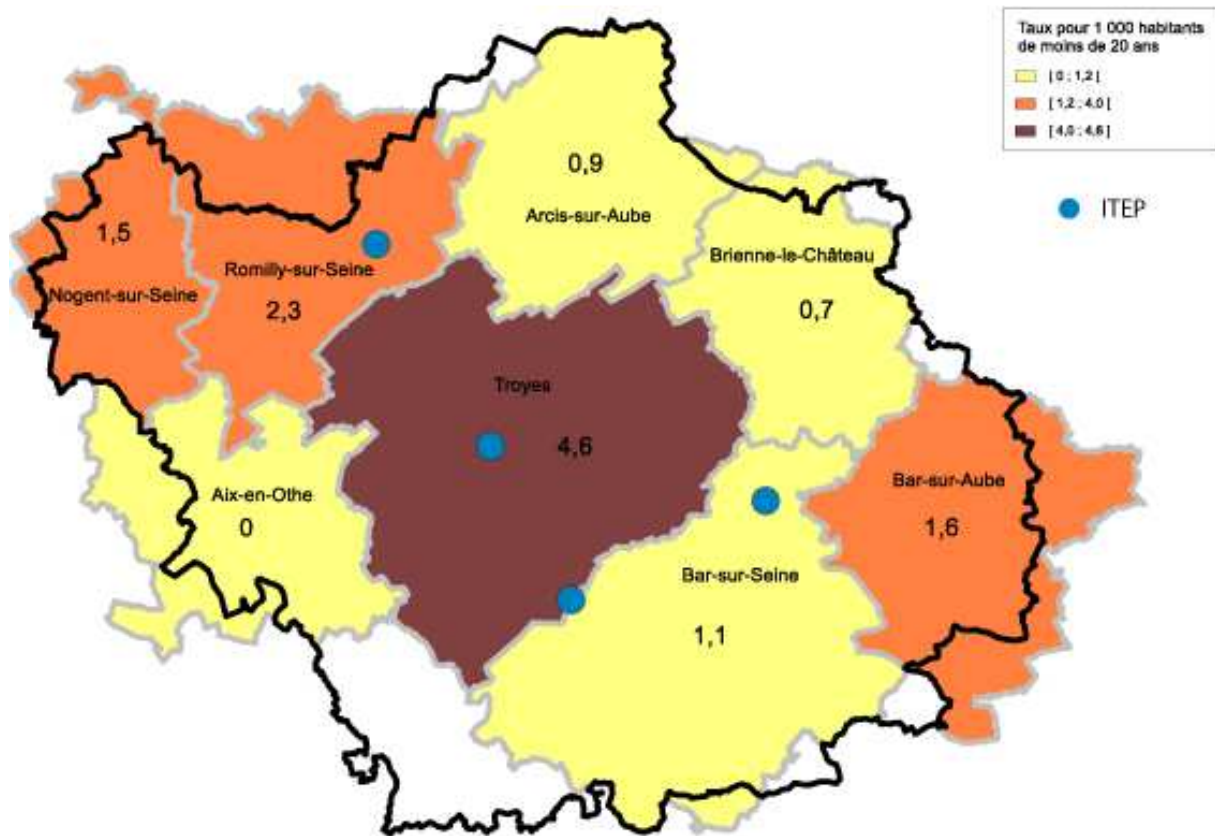 Taux pour 1 000 habitants
de moins de 20 ans
[ 0 ; 1,2 [
[ 1,2 ; 4,0 [
[ 4,0 ; 4,6 ]
ITEP
0,9
Arcis-sur-Aube
1,5
Nogent-sur-Seine
Romilly-sur-Seine
2,3
Brienne-le-Château
0,7
Troyes
4,6
Aix-en-Othe
0
Bar-sur-Aube
1,6
Bar-sur-Seine
1,1